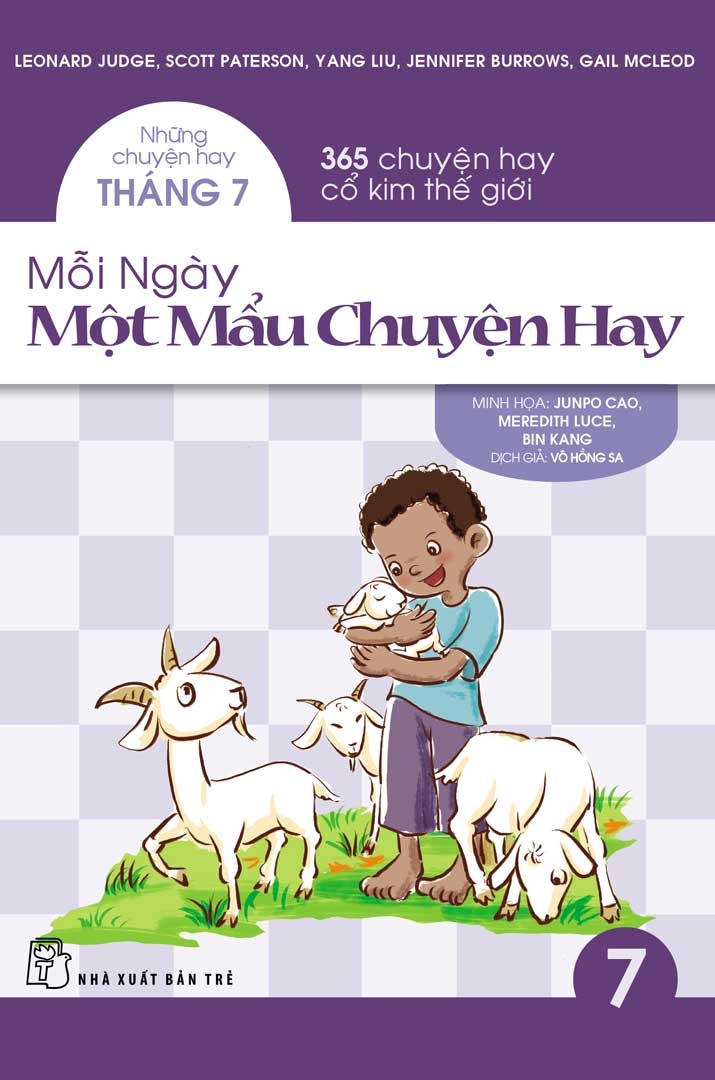 LEONARD JUDGE, SCOTT PATERSON, YANG LIU, JENNIFER BURROWS, GAIL MCLEOD
Những
chuyện hay
THÁNG 7
365 chuyện hay
cổ kim thế giới
Mỗi Ngày
Một Mẩu Chuyện Hay
MINH HỌA: JUNPO CAO,
MEREDITH LUCE,
BIN KANG
DỊCH GIẢ: VÕ HỒNG SA
T
NHÀ XUẤT BẢN TRẺ
7